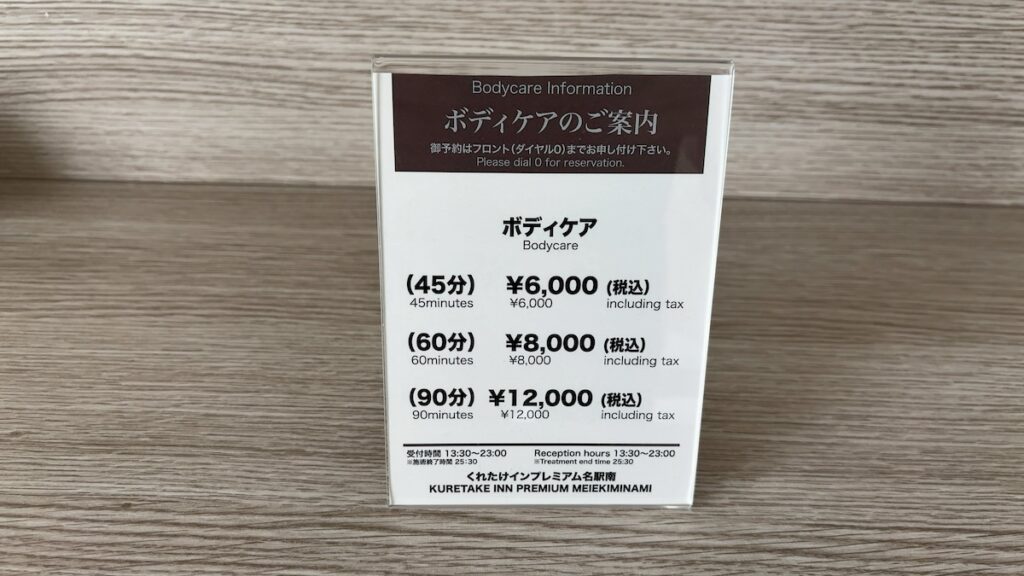 Bodycare Information
ボディケアのご案内
御予約はフロント(ダイヤル0)までお申し付け下さい。
Please dial 0 for reservation.
ボディケア
Bodycare
(45分) ¥6,000 (税込)
45minutes ¥6,000 including tax
(60分) ¥8,000 (税込)
60minutes ¥8,000 including tax
(90分) ¥12,000 (税込)
90minutes ¥12,000 including tax
受付時間 13:30〜23:00 Reception hours 13:30〜23:00
※施術終了時間 25:30 ※Treatment end time 25:30
くれたけインプレミアム名駅南
KURETAKE INN PREMIUM MEIEKIMINAMI